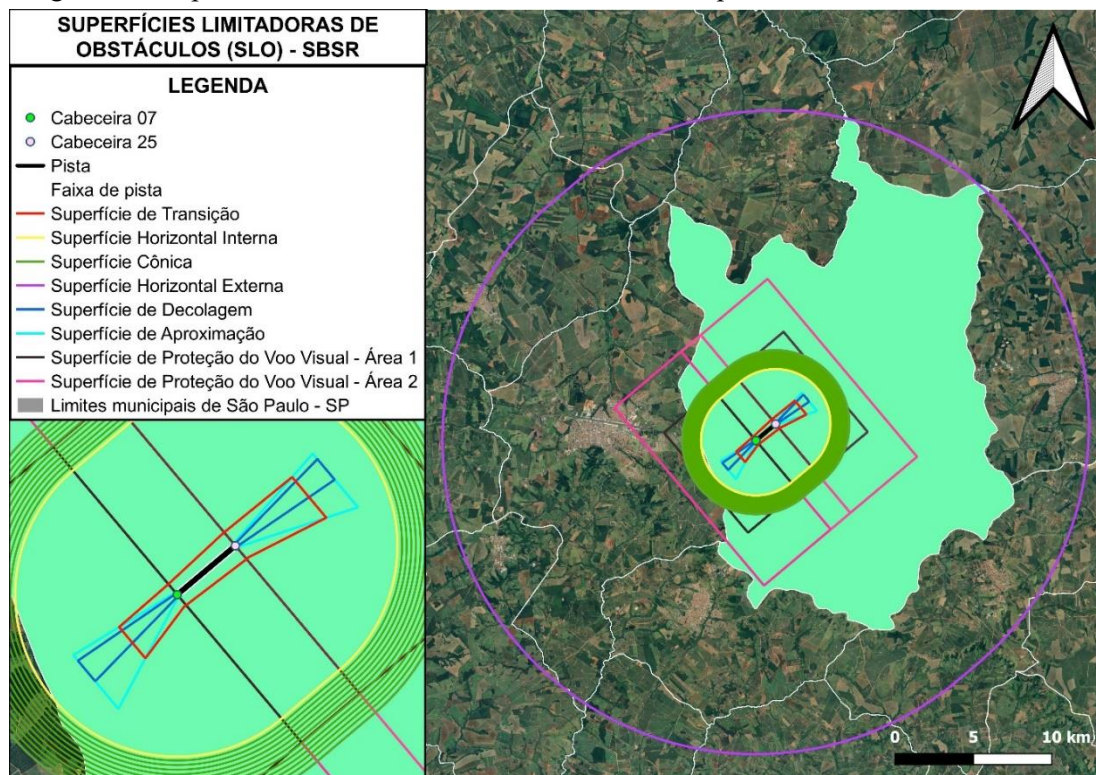 SUPERFÍCIES LIMITADORAS DE
OBSTÁCULOS (SLO) - SBSR
LEGENDA
Cabeceira 07
Cabeceira 25
Pista
Faixa de pista
Superfície de Transição
Superfície Horizontal Interna
Superfície Cônica
Superfície Horizontal Externa
Superfície de Decolagem
Superfície de Aproximação
Superfície de Proteção do Voo Visual - Área 1
Superfície de Proteção do Voo Visual - Área 2
Limites municipais de São Paulo - SP
0 5 10 km